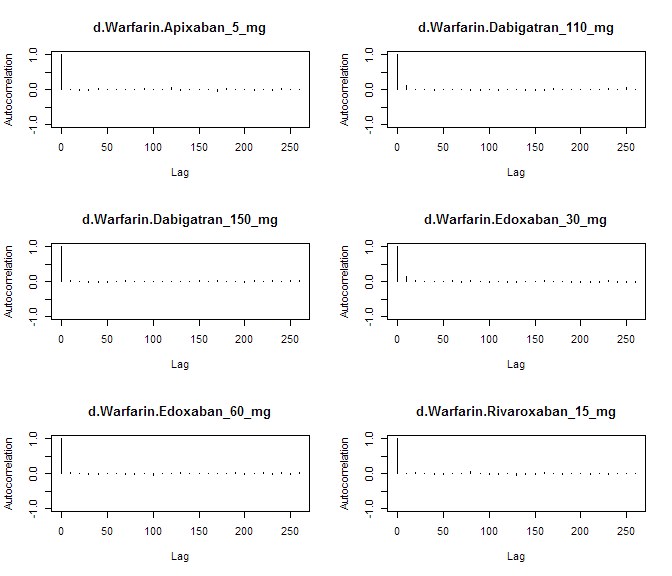 d.Warfarin.Apixaban_5_mg
Autocorrelation
1.0
0.0
-1.0
0 50 100 150 200 250
Lag
d.Warfarin.Dabigatran_110_mg
Autocorrelation
1.0
0.0
-1.0
0 50 100 150 200 250
Lag
d.Warfarin.Dabigatran_150_mg
Autocorrelation
1.0
0.0
-1.0
0 50 100 150 200 250
Lag
d.Warfarin.Edoxaban_30_mg
Autocorrelation
1.0
0.0
-1.0
0 50 100 150 200 250
Lag
d.Warfarin.Edoxaban_60_mg
Autocorrelation
1.0
0.0
-1.0
0 50 100 150 200 250
Lag
d.Warfarin.Rivaroxaban_15_mg
Autocorrelation
1.0
0.0
-1.0
0 50 100 150 200 250
Lag